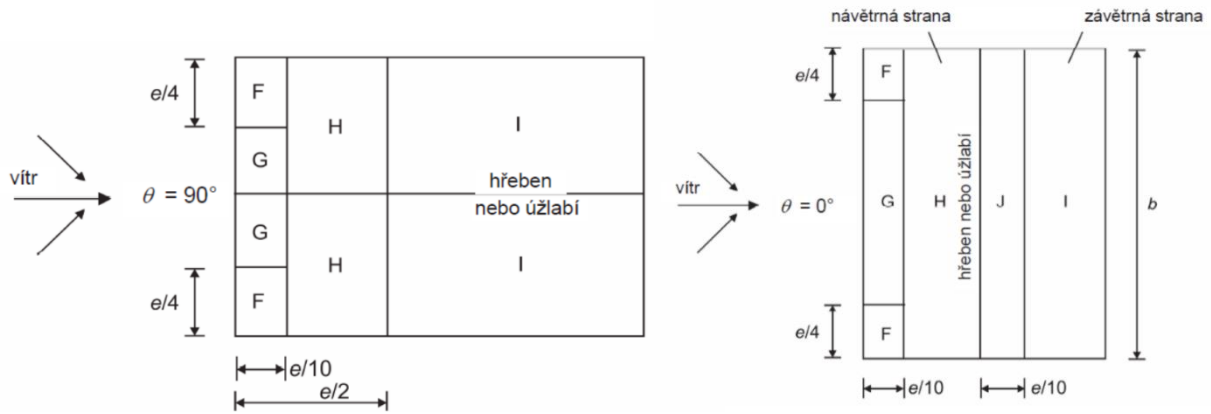 návětrná strana
závětrná strana
e/4
F
H
I
G
vítr
θ = 90°
hřeben
nebo úžlabí
G
H
I
e/4
F
e/10
e/2
e/4
F
vítr
θ = 0°
G
H
hřeben nebo úžlabí
J
I
b
e/4
F
e/10
e/10